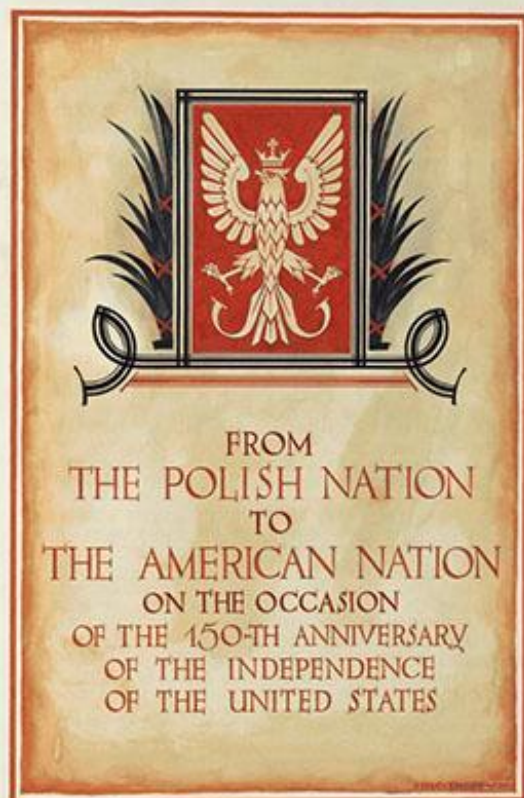 FROM
THE POLISH NATION
TO
THE AMERICAN NATION
ON THE OCCASION
OF THE 150-TH ANNIVERSARY
OF THE INDEPENDENCE
OF THE UNITED STATES